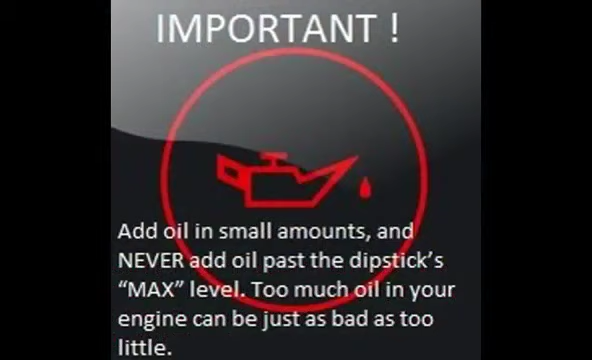 IMPORTANT !
Add oil in small amounts, and
NEVER add oil past the dipstick's
“MAX” level. Too much oil in your
engine can be just as bad as too
little.